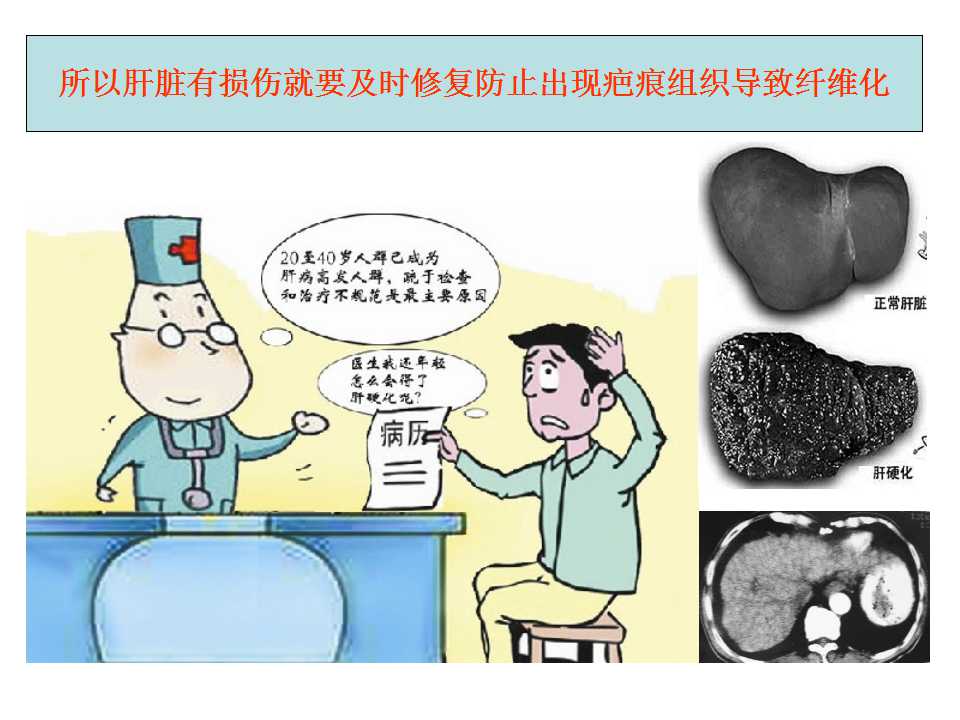 所以肝脏有损伤就要及时修复防止出现疤痕组织导致纤维化
20至40岁人群已成为
肝病高发人群，疏于检查
和治疗不规范是最主要原因
医生我还年轻
怎么会得了
肝硬化呢？
病历
正常肝脏
肝硬化